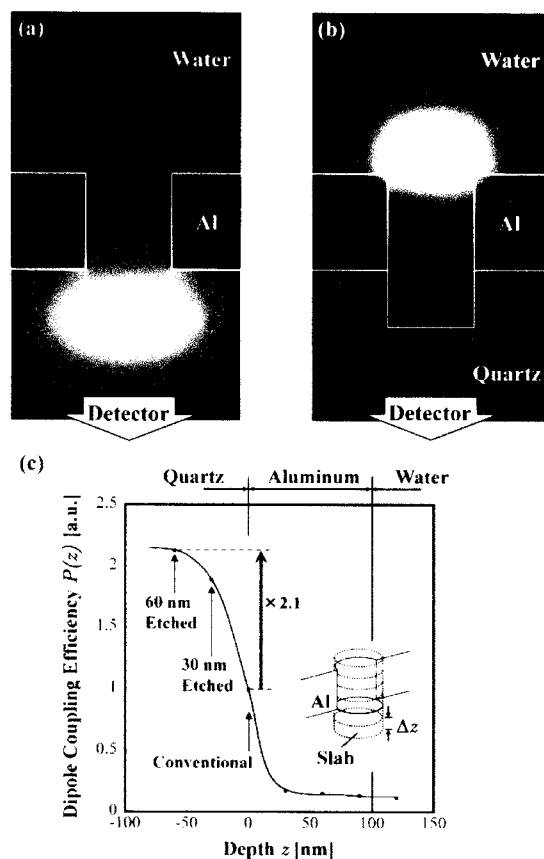 (a)
Water
Al
Detector
(b)
Water
Al
Quartz
Detector
(c)
Quartz
Aluminum
Water
Dipole Coupling Efficiency P(z) [a.u.]
2.5
2
1.5
1
0.5
0
60 nm
Etched
30 nm
Etched
×2.1
Conventional
Al
Slab
Δz
-100
-50
0
50
100
150
Depth z [nm]